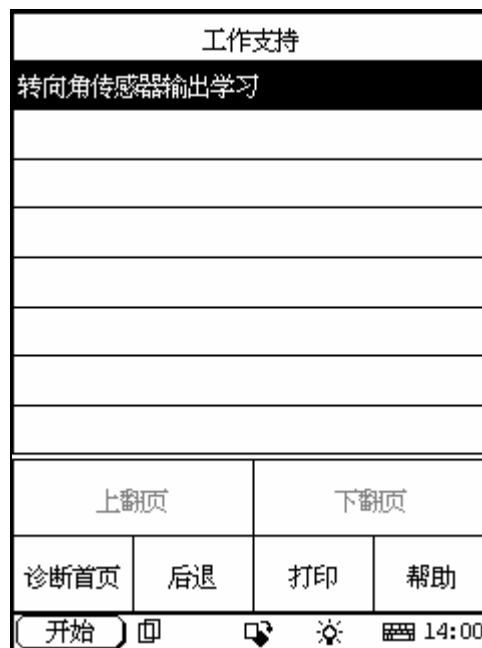 工作支持
转向角传感器输出学习
上翻页 下翻页
诊断首页 后退 打印 帮助
开始 14:00